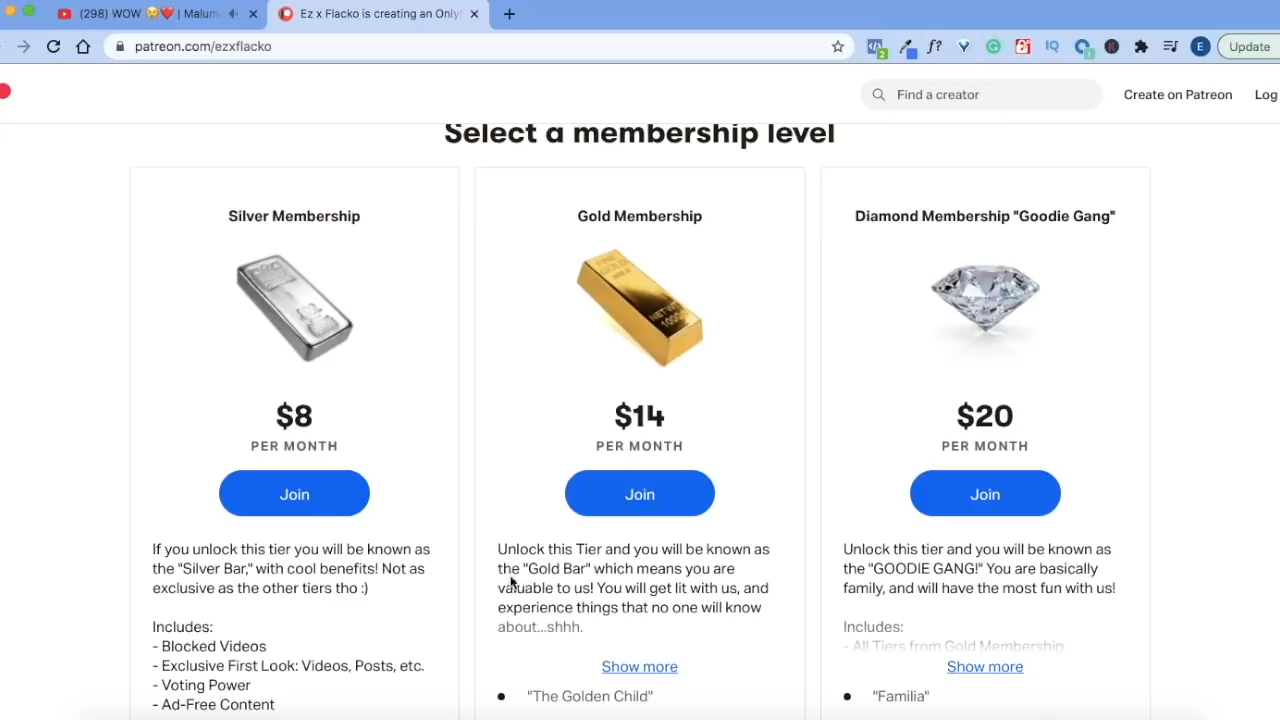 (298) WOW 😢❤️ | Malum
Ez x Flacko is creating an Only
patreon.com/ezxflacko
Update
Find a creator
Create on Patreon
Log
Select a membership level
Silver Membership
$8
PER MONTH
Join
If you unlock this tier you will be known as
the "Silver Bar," with cool benefits! Not as
exclusive as the other tiers tho :)
Includes:
- Blocked Videos
- Exclusive First Look: Videos, Posts, etc.
- Voting Power
- Ad-Free Content
Gold Membership
$14
PER MONTH
Join
Unlock this Tier and you will be known as
the "Gold Bar" which means you are
valuable to us! You will get lit with us, and
experience things that no one will know
about...shhh.
Show more
"The Golden Child"
Diamond Membership "Goodie Gang"
$20
PER MONTH
Join
Unlock this tier and you will be known as
the "GOODIE GANG!" You are basically
family, and will have the most fun with us!
Includes:
- All Tiers from Gold Membership
Show more
"Familia"